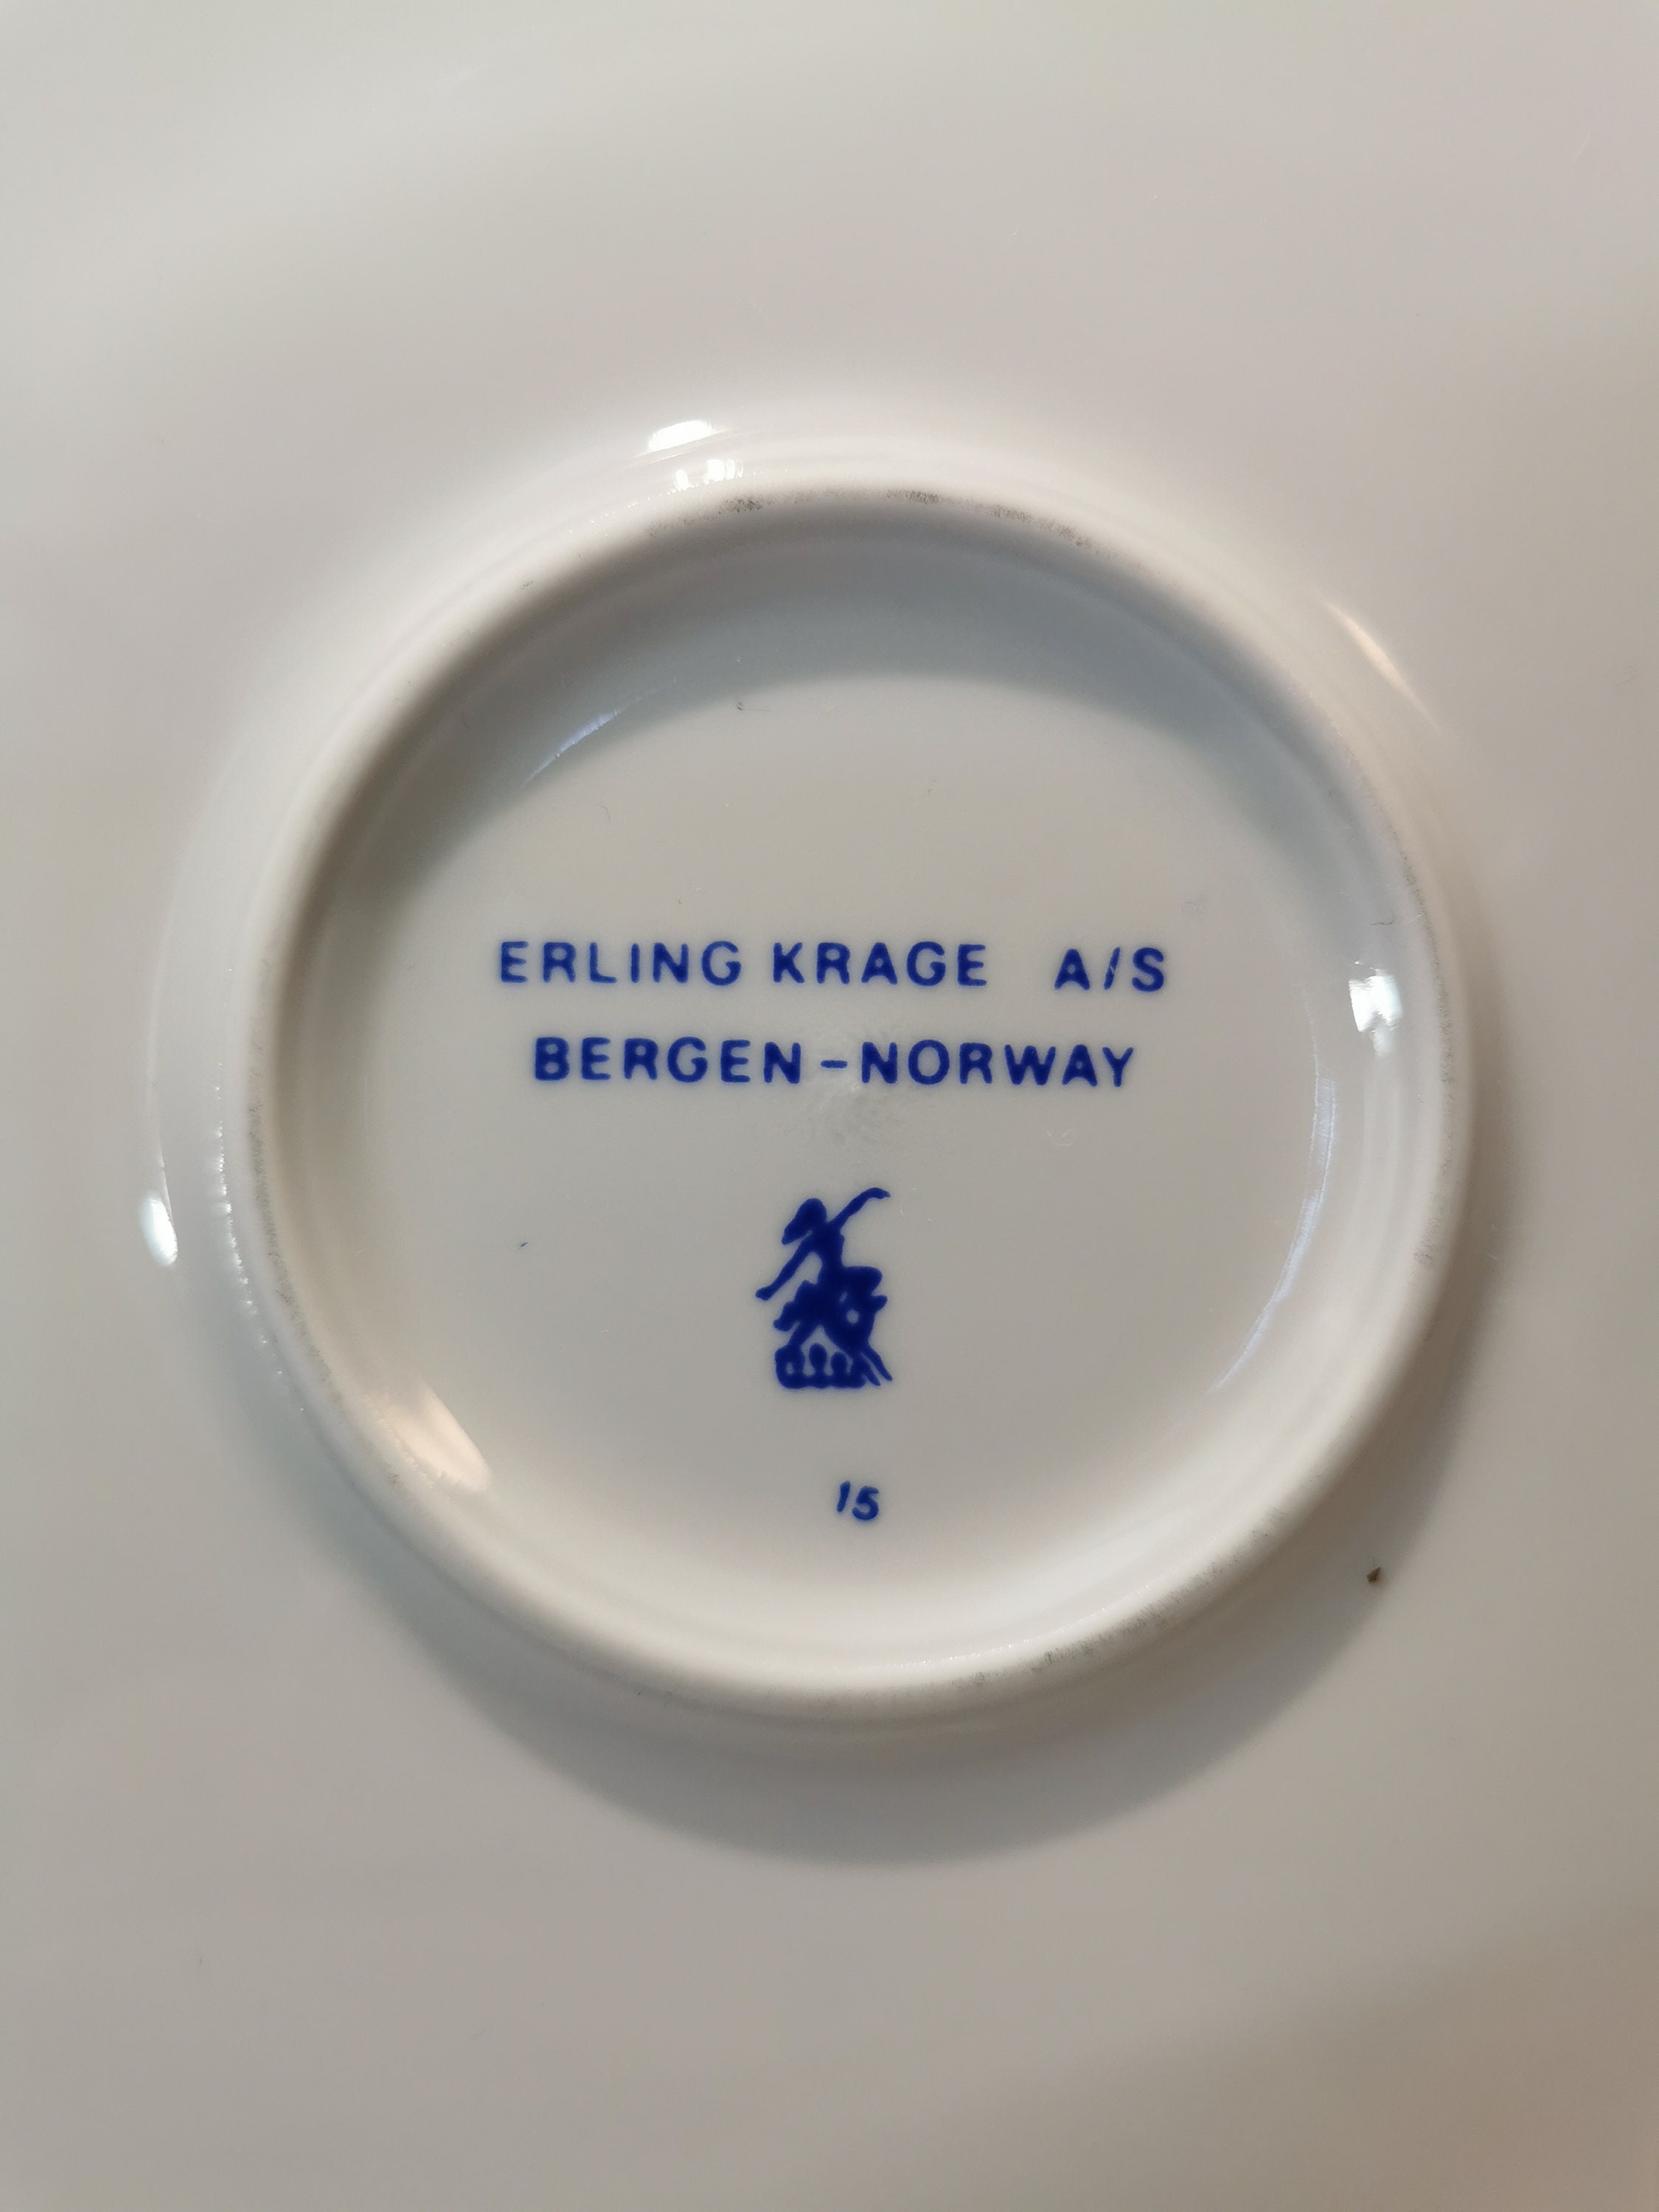 ERLING KRAGE A/S
BERGEN-NORWAY
15